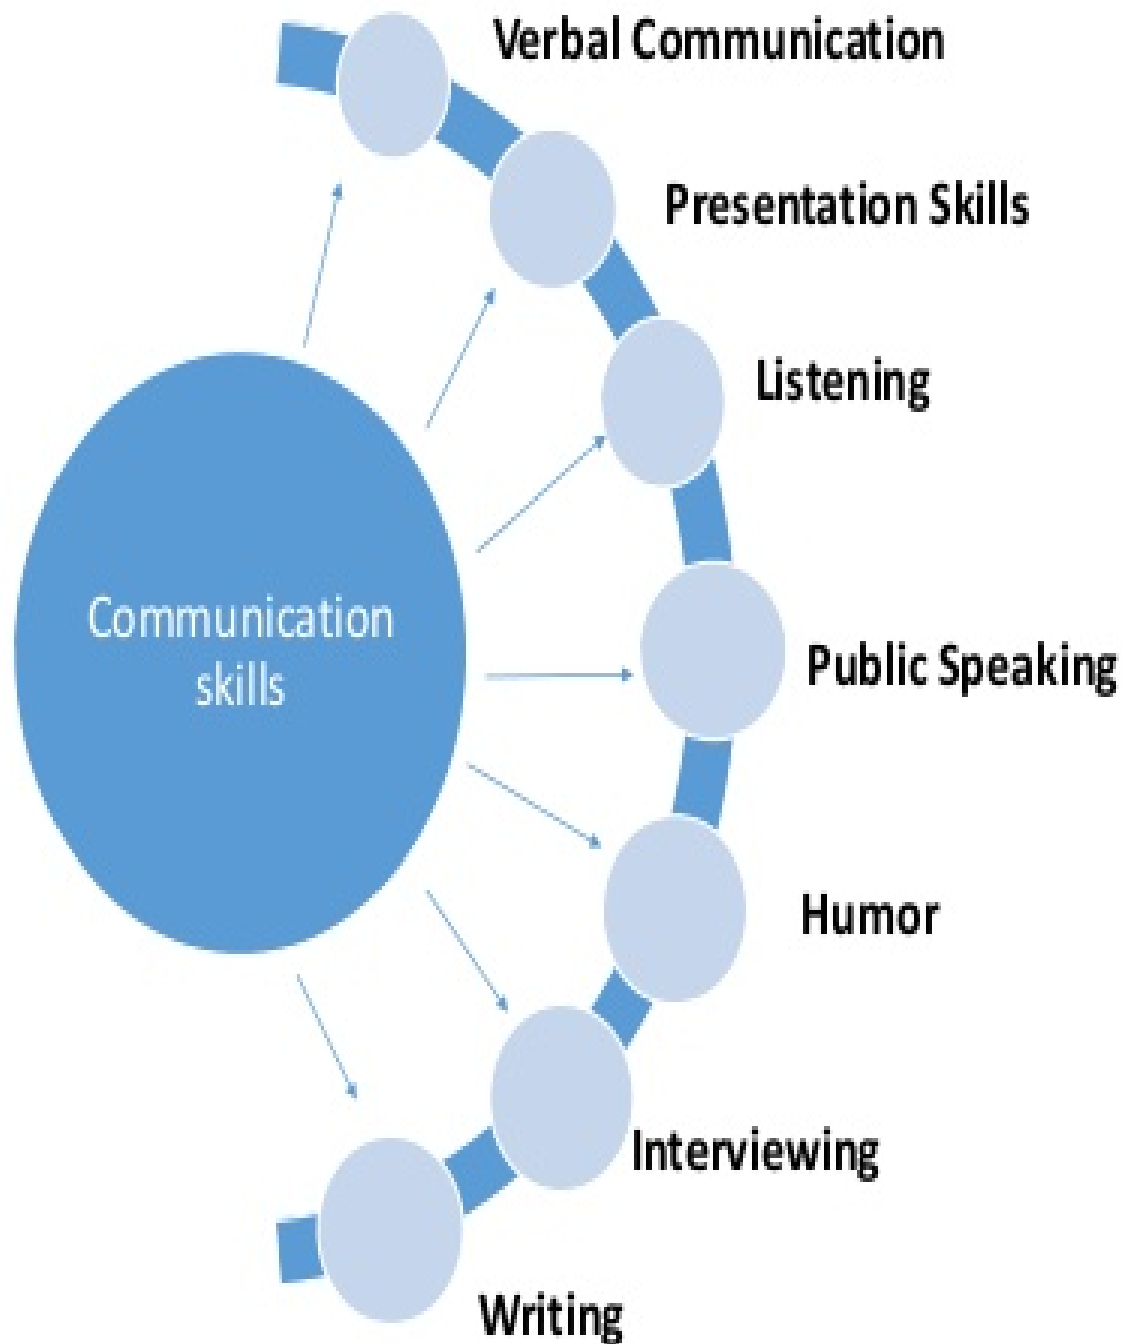 Verbal Communication
Presentation Skills
Listening
Communication
skills
Public Speaking
Humor
Interviewing
Writing